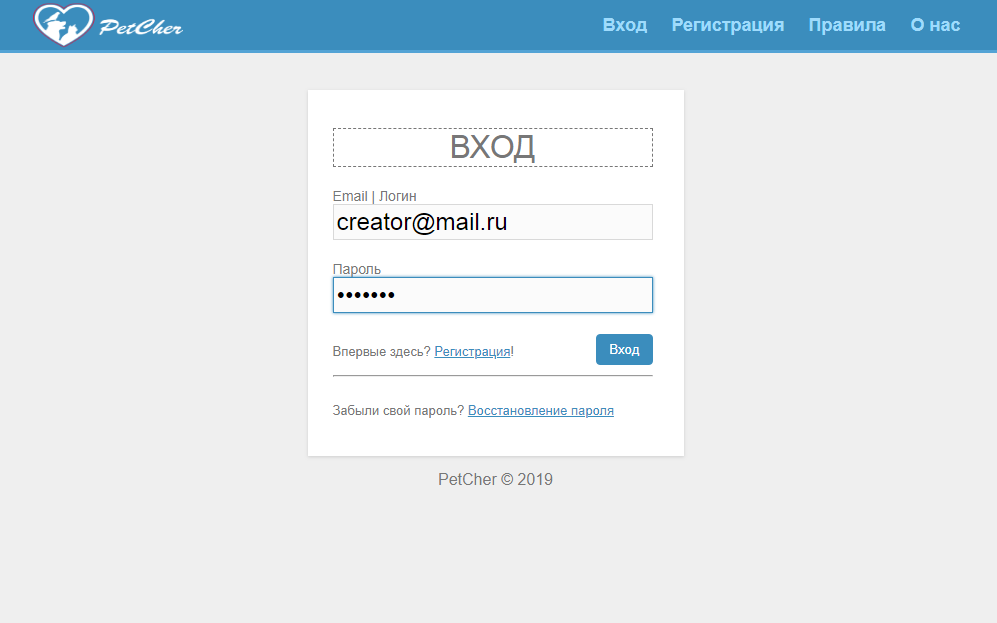 PetCher
Вход Регистрация Правила О нас
ВХОД
Email | Логин
creator@mail.ru
Пароль
•••••••
Впервые здесь? Регистрация!
Вход
Забыли свой пароль? Восстановление пароля
PetCher © 2019